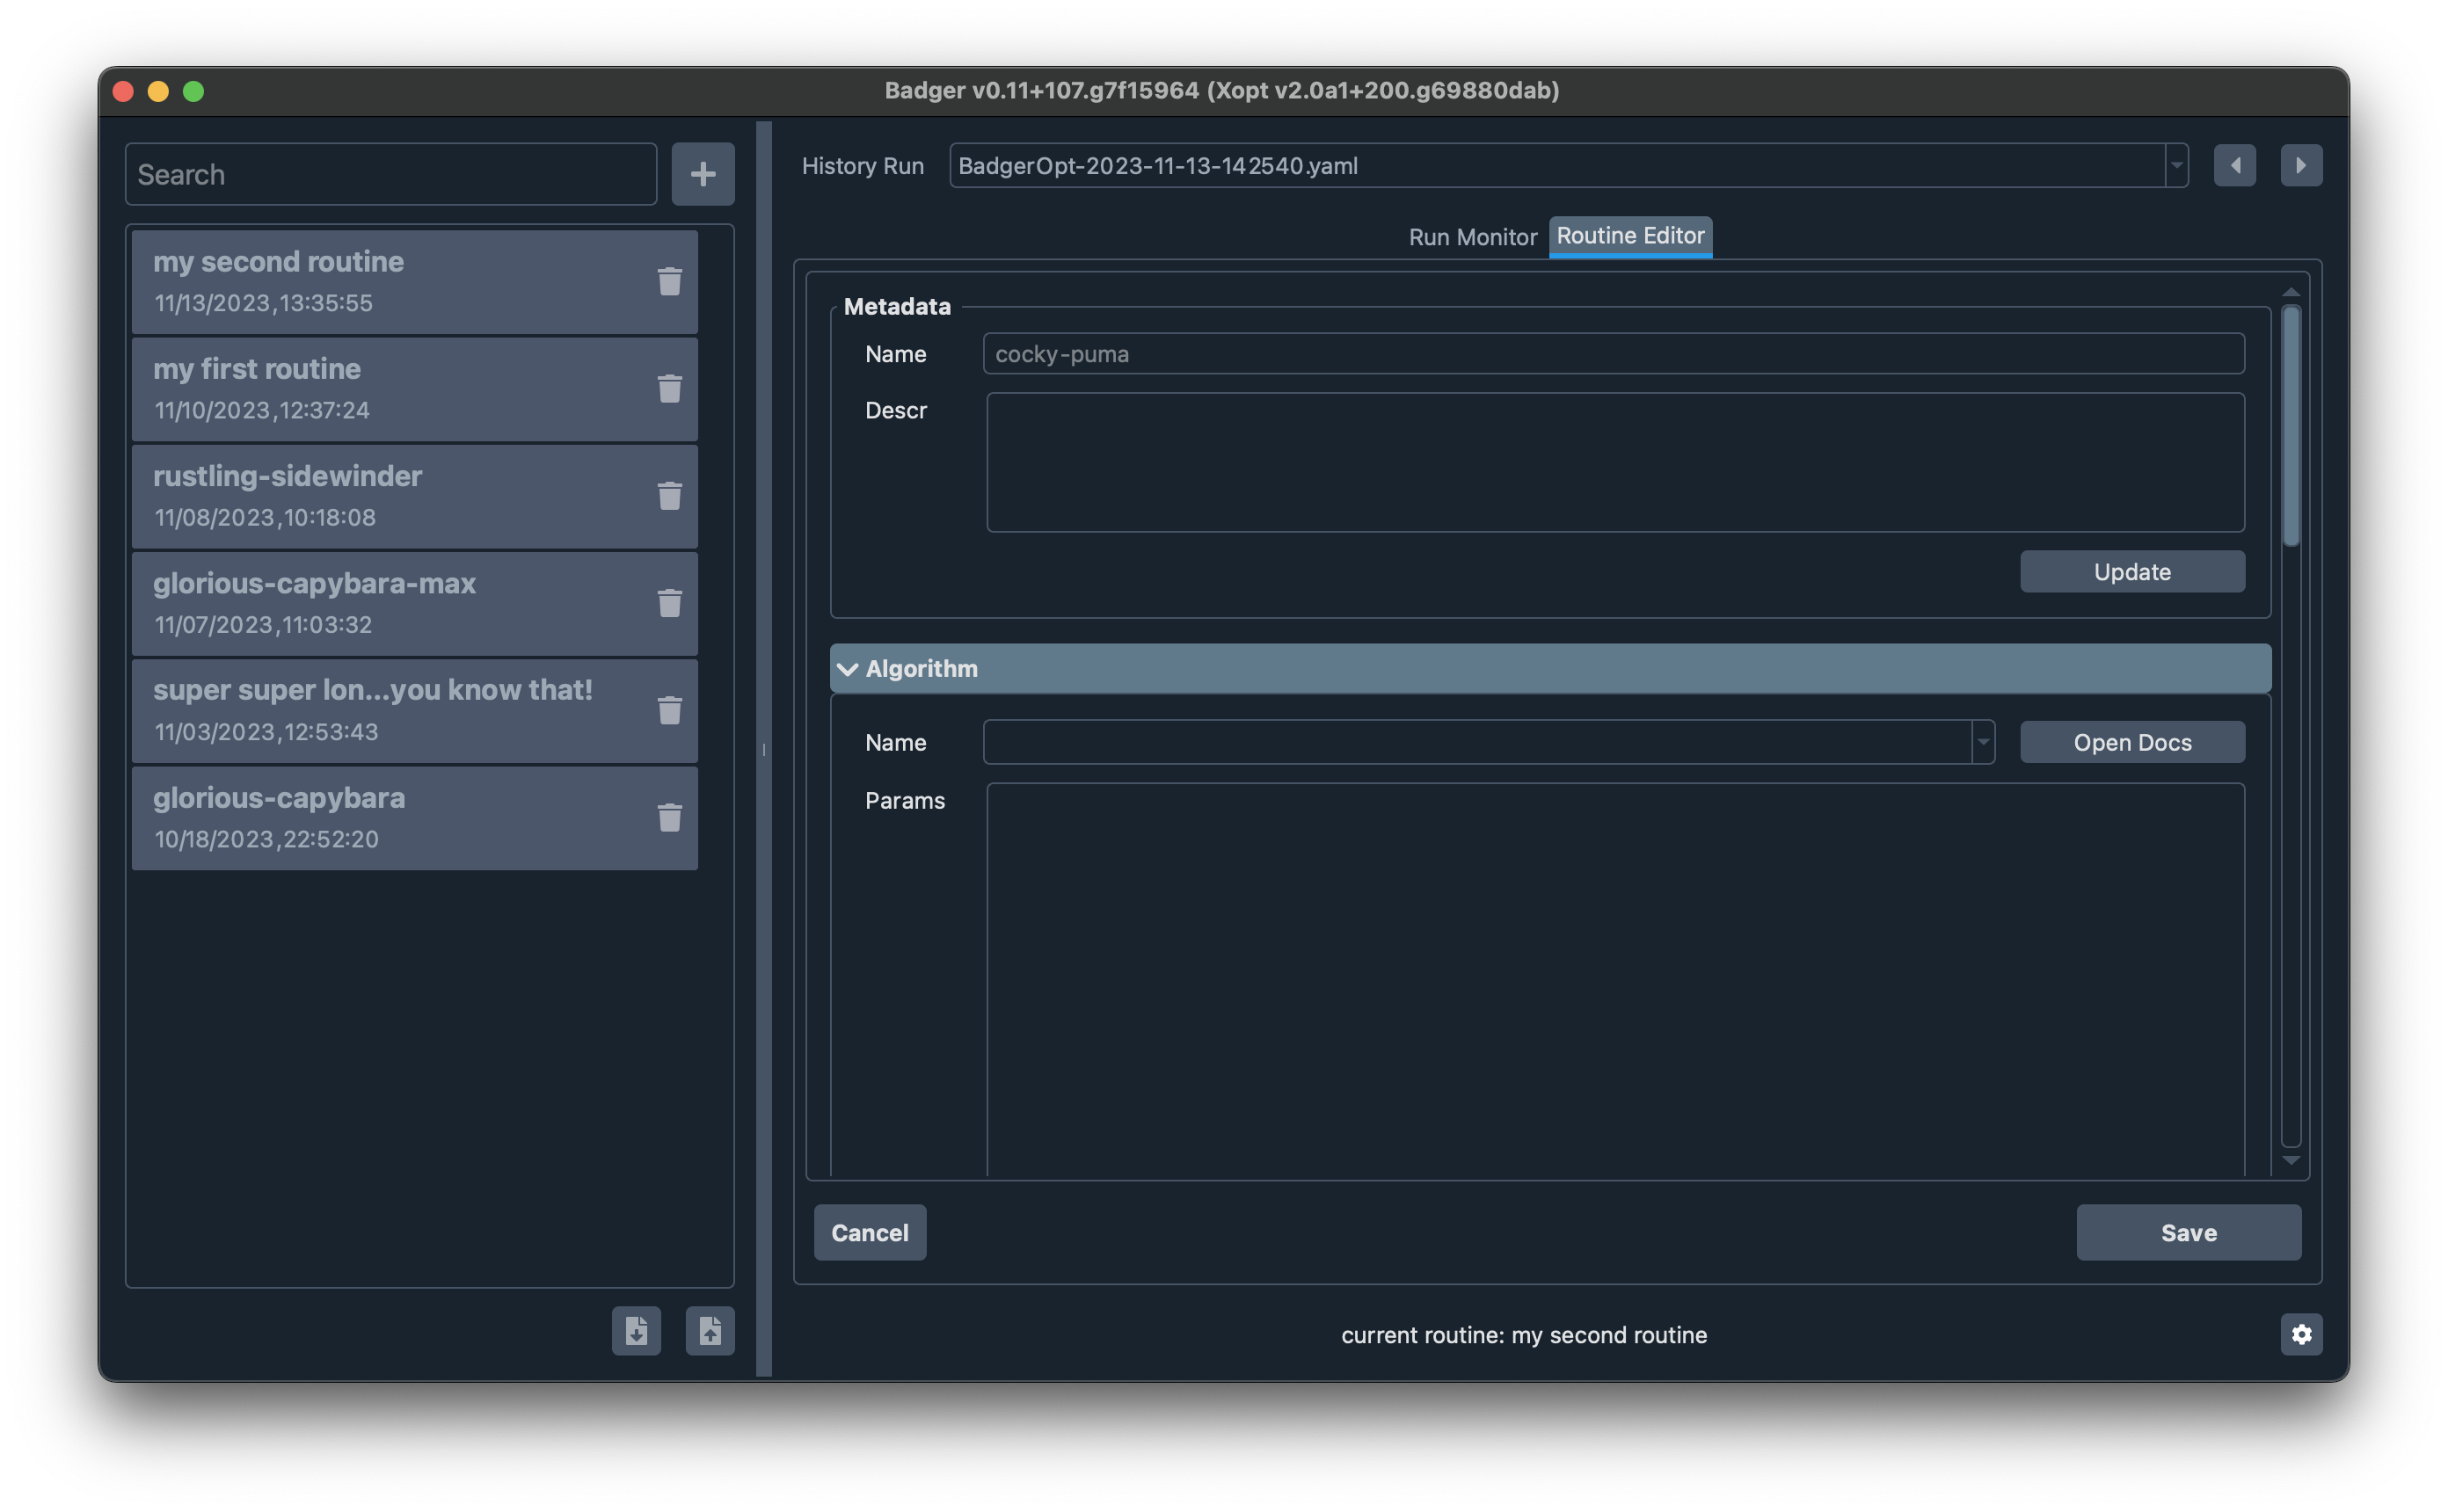 Badger v0.11+107.g7f15964 (Xopt v2.0a1+200.g69880dab)
Search
my second routine
11/13/2023,13:35:55
my first routine
11/10/2023,12:37:24
rustling-sidewinder
11/08/2023,10:18:08
glorious-capybara-max
11/07/2023,11:03:32
super super lon...you know that!
11/03/2023,12:53:43
glorious-capybara
10/18/2023,22:52:20
History Run BadgerOpt-2023-11-13-142540.yaml
Run Monitor Routine Editor
Metadata
Name cocky-puma
Descr
Update
Algorithm
Name Open Docs
Params
Cancel Save
current routine: my second routine